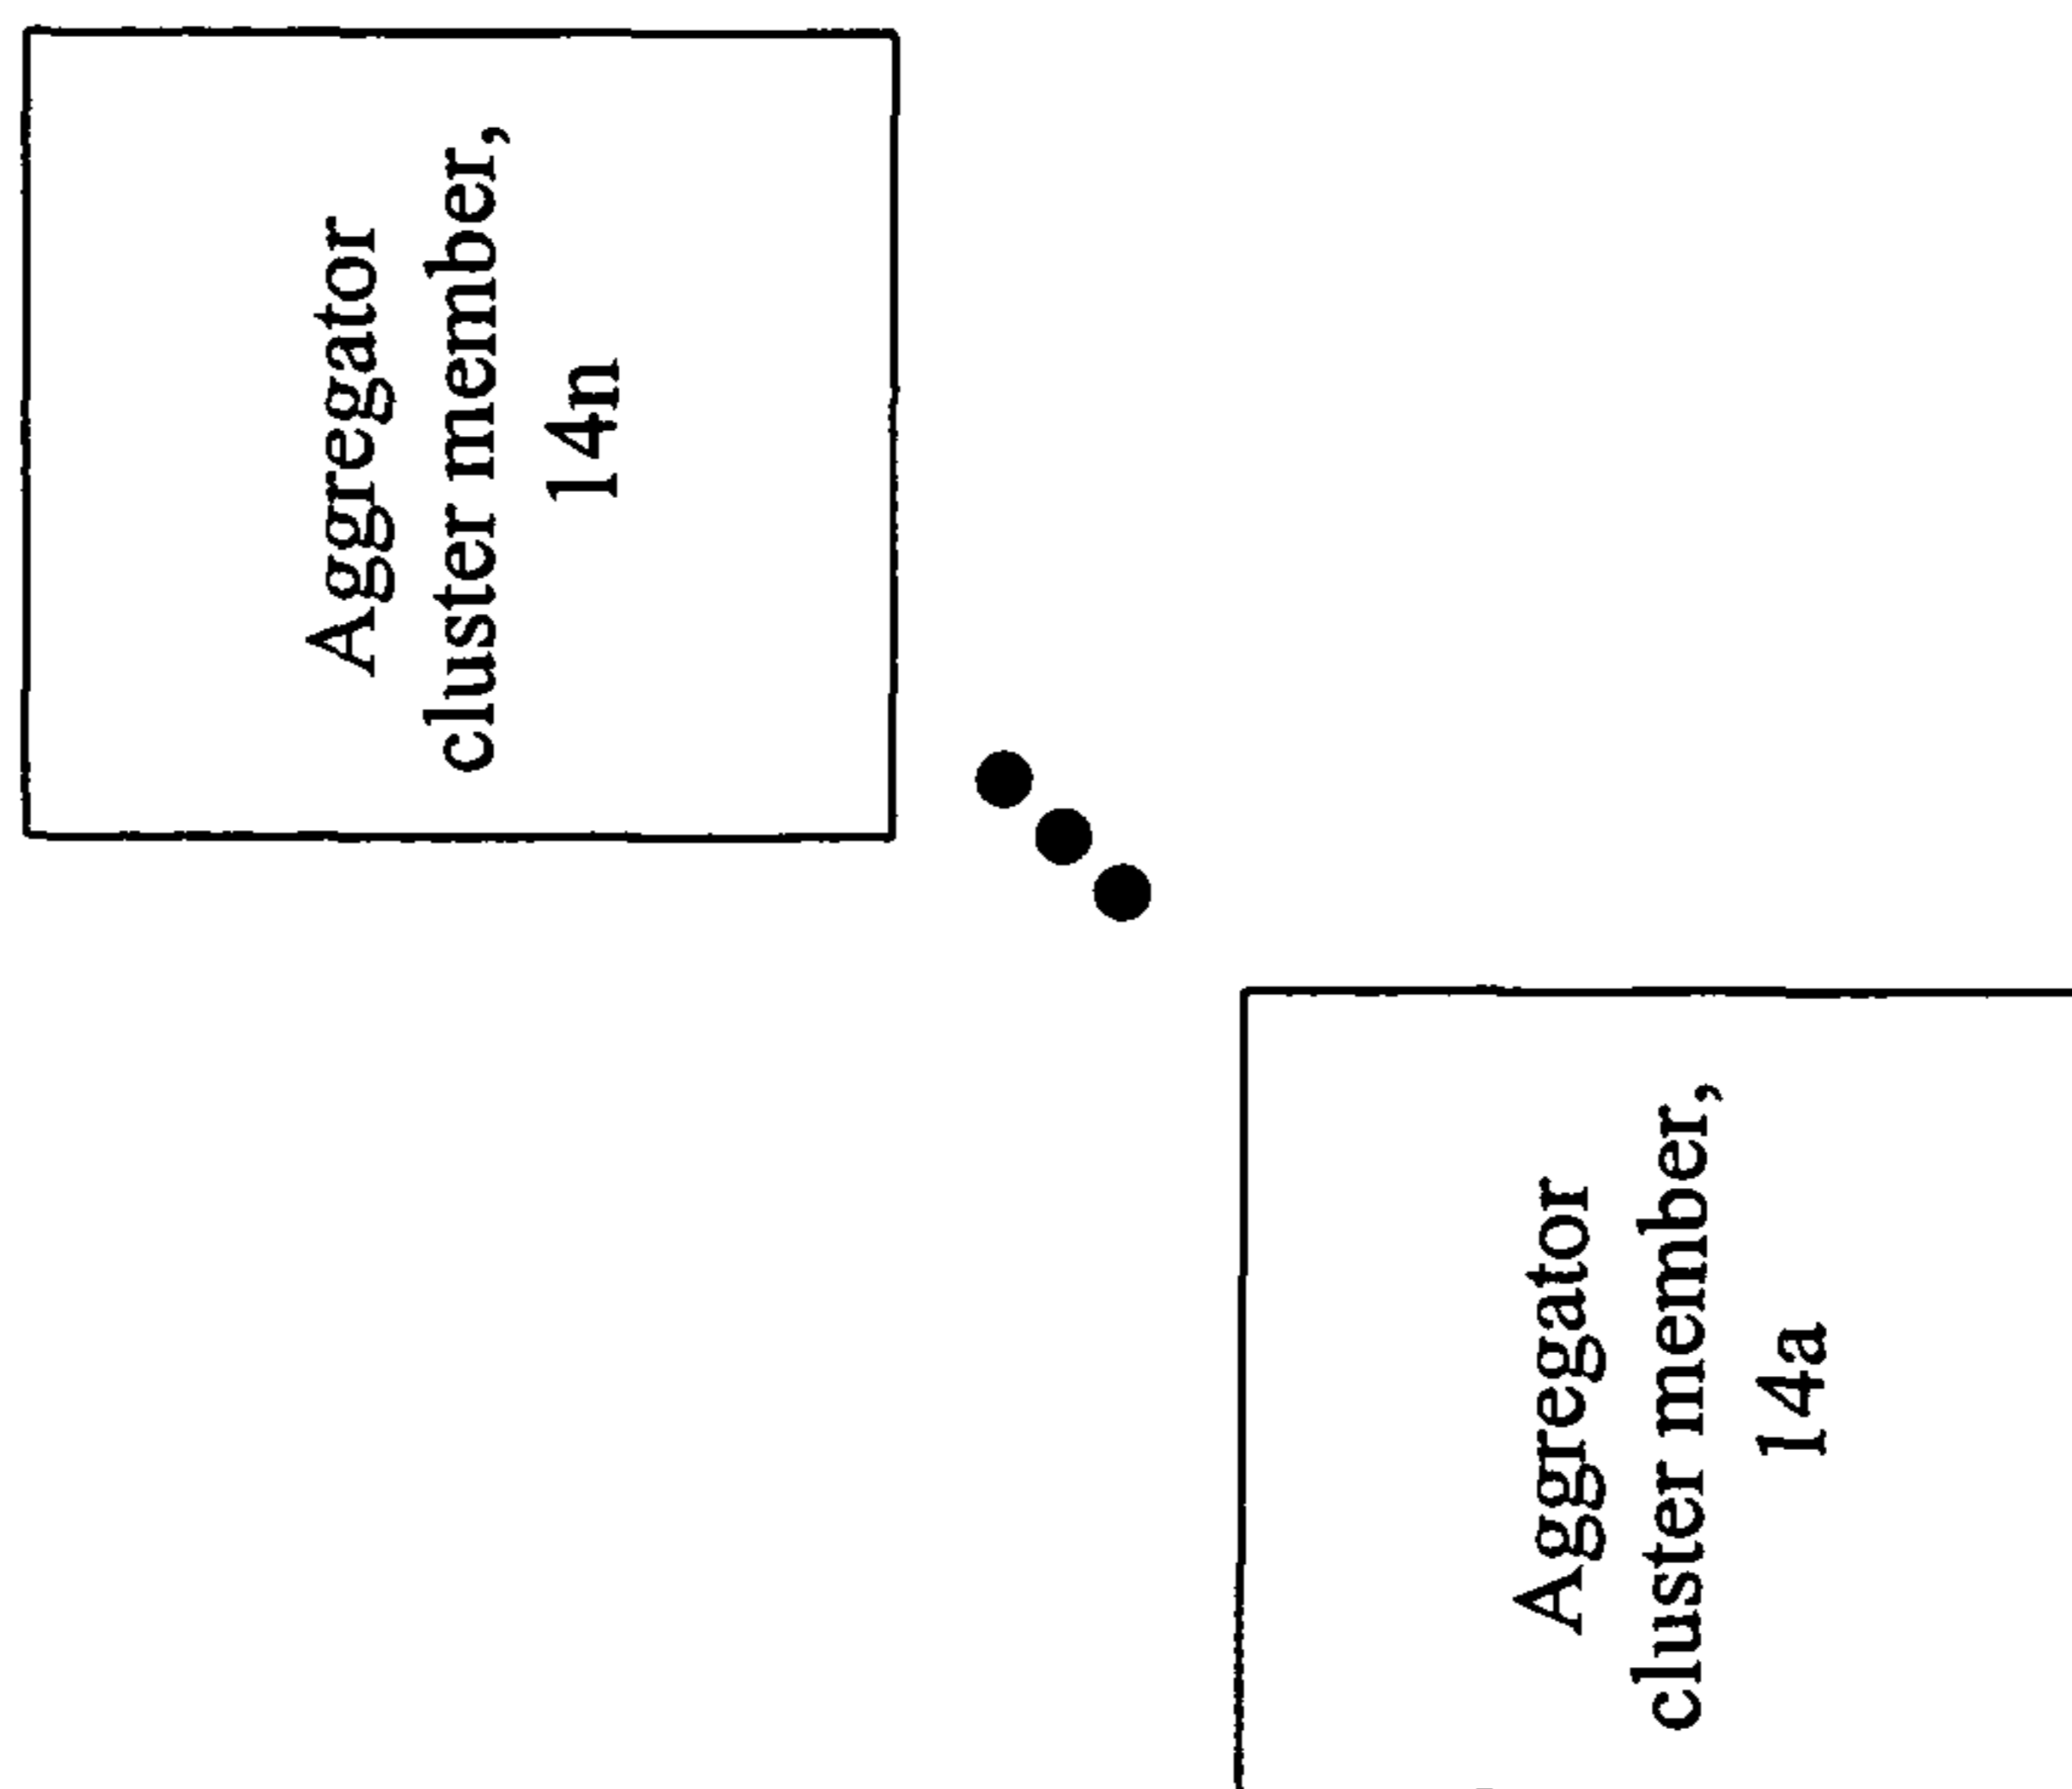 Aggregator
cluster member,
14n
Aggregator
cluster member,
14a